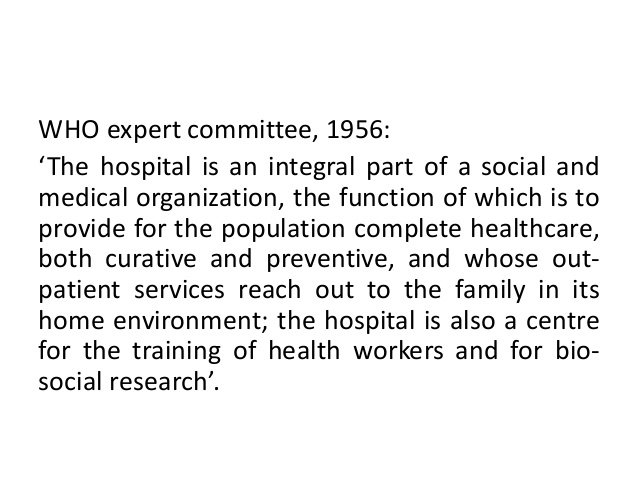 WHO expert committee, 1956:
‘The hospital is an integral part of a social and
medical organization, the function of which is to
provide for the population complete healthcare,
both curative and preventive, and whose out-
patient services reach out to the family in its
home environment; the hospital is also a centre
for the training of health workers and for bio-
social research’.